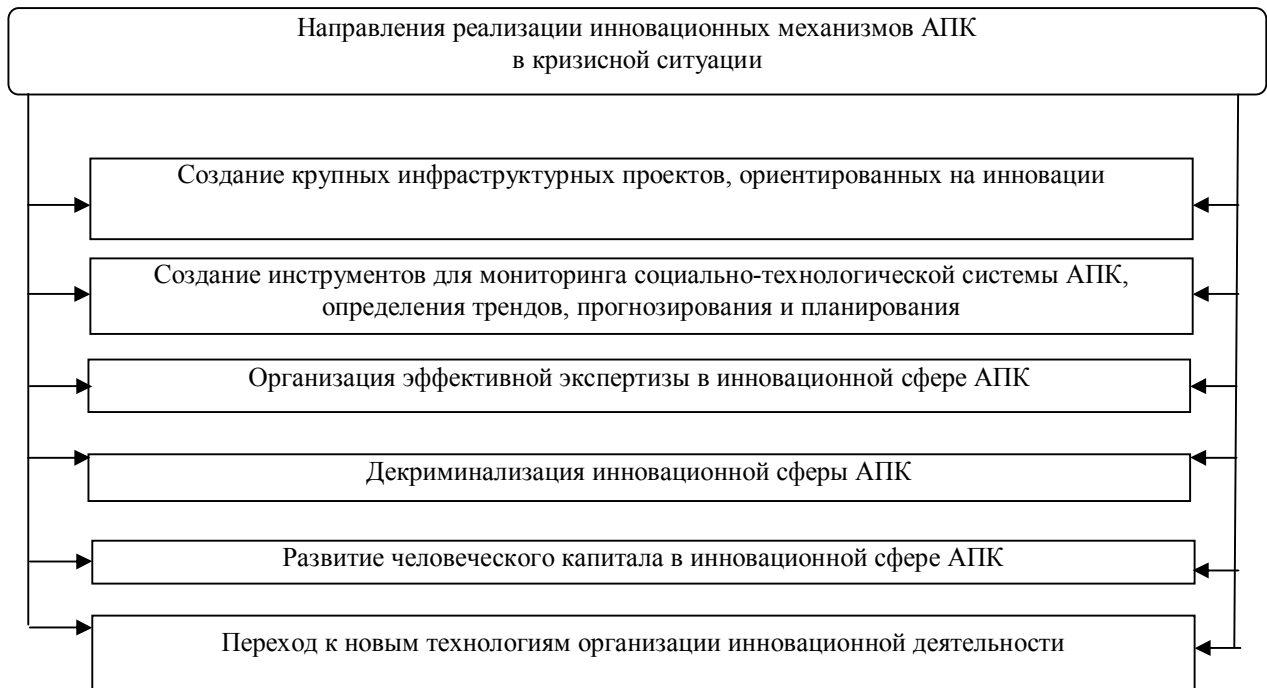 Направления реализации инновационных механизмов АПК
в кризисной ситуации
Создание крупных инфраструктурных проектов, ориентированных на инновации
Создание инструментов для мониторинга социально-технологической системы АПК,
определения трендов, прогнозирования и планирования
Организация эффективной экспертизы в инновационной сфере АПК
Декриминализация инновационной сферы АПК
Развитие человеческого капитала в инновационной сфере АПК
Переход к новым технологиям организации инновационной деятельности